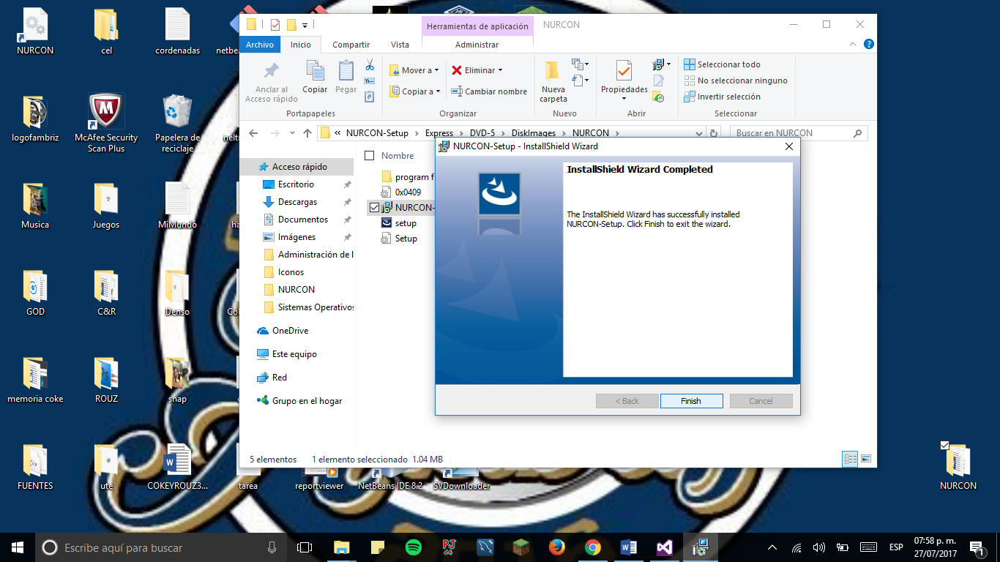 NURCON
cel
cordenadas
netbea
logofambriz
McAfee Security
Scan Plus
Papelera de
reciclaje
Musica
Juegos
MiMundo
GOD
C&R
Denso
memoria coke
ROUZ
snap
FUENTES
ute
COKEYROUZ3...
tarea
reportviewer
NetBeans IDE 8.2
SVDownloader
NURCON
Herramientas de aplicación
NURCON
Archivo
Inicio
Compartir
Vista
Administrar
Anclar al
Acceso rápido
Copiar
Pegar
Mover a
Copiar a
Eliminar
Cambiar nombre
Nueva
carpeta
Propiedades
Seleccionar todo
No seleccionar ninguno
Invertir selección
Portapapeles
Organizar
Nuevo
Abrir
Seleccionar
« NURCON-Setup > Express > DVD-5 > DiskImages > NURCON >
Buscar en NURCON
Acceso rápido
Escritorio
Descargas
Documentos
Imágenes
Administración de l
Iconos
NURCON
Sistemas Operativos
OneDrive
Este equipo
Red
Grupo en el hogar
Nombre
program f
0x0409
NURCON-
setup
Setup
5 elementos
1 elemento seleccionado 1.04 MB
NURCON-Setup - InstallShield Wizard
InstallShield Wizard Completed
The InstallShield Wizard has successfully installed
NURCON-Setup. Click Finish to exit the wizard.
< Back
Finish
Cancel
Escribe aquí para buscar
ESP
07:58 p. m.
27/07/2017
1